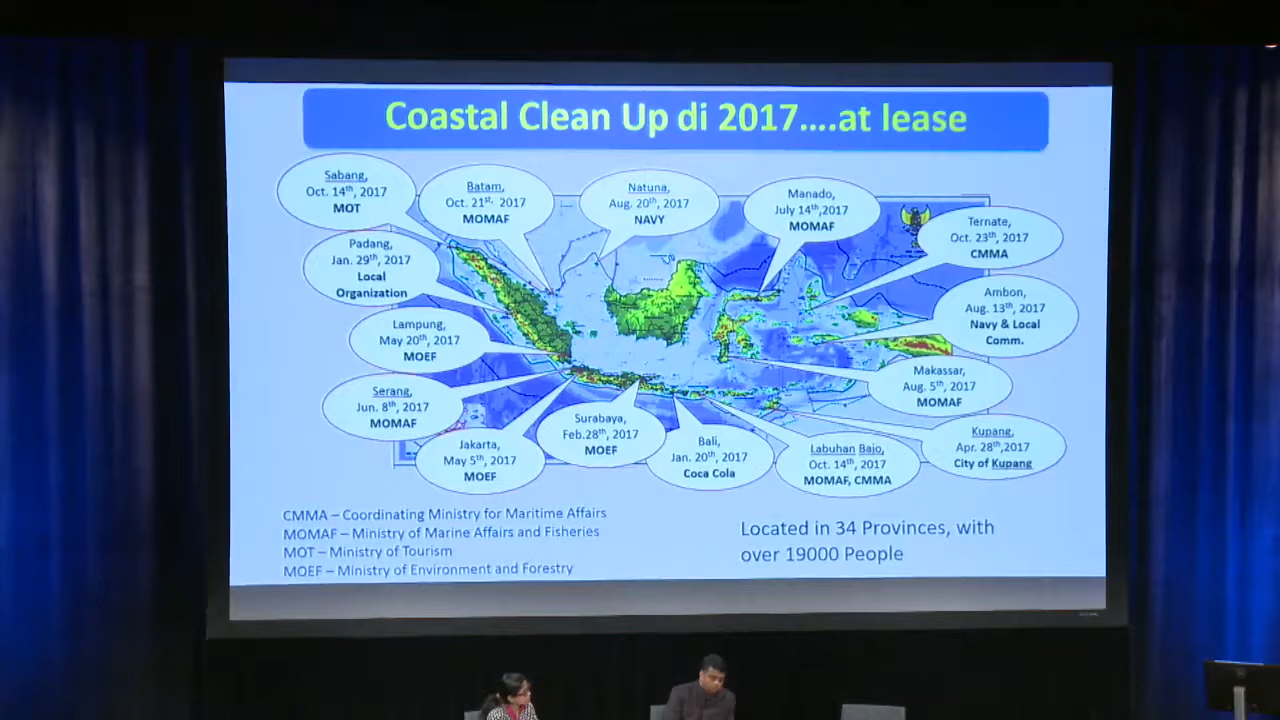 Coastal Clean Up di 2017....at lease
Sabang,
Oct. 14th, 2017
MOT
Batam,
Oct. 21st, 2017
MOMAF
Natuna,
Aug. 20th, 2017
NAVY
Manado,
July 14th,2017
MOMAF
Ternate,
Oct. 23th, 2017
CMMA
Padang,
Jan. 29th, 2017
Local
Organization
Ambon,
Aug. 13th, 2017
Navy & Local
Comm.
Lampung,
May 20th, 2017
MOEF
Makassar,
Aug. 5th, 2017
MOMAF
Serang,
Jun. 8th, 2017
MOMAF
Jakarta,
May 5th, 2017
MOEF
Surabaya,
Feb.28th, 2017
MOEF
Bali,
Jan. 20th, 2017
Coca Cola
Labuhan Bajo,
Oct. 14th, 2017
MOMAF, CMMA
Kupang,
Apr. 28th,2017
City of Kupang
CMMA – Coordinating Ministry for Maritime Affairs
MOMAF – Ministry of Marine Affairs and Fisheries
MOT – Ministry of Tourism
MOEF – Ministry of Environment and Forestry
Located in 34 Provinces, with
over 19000 People